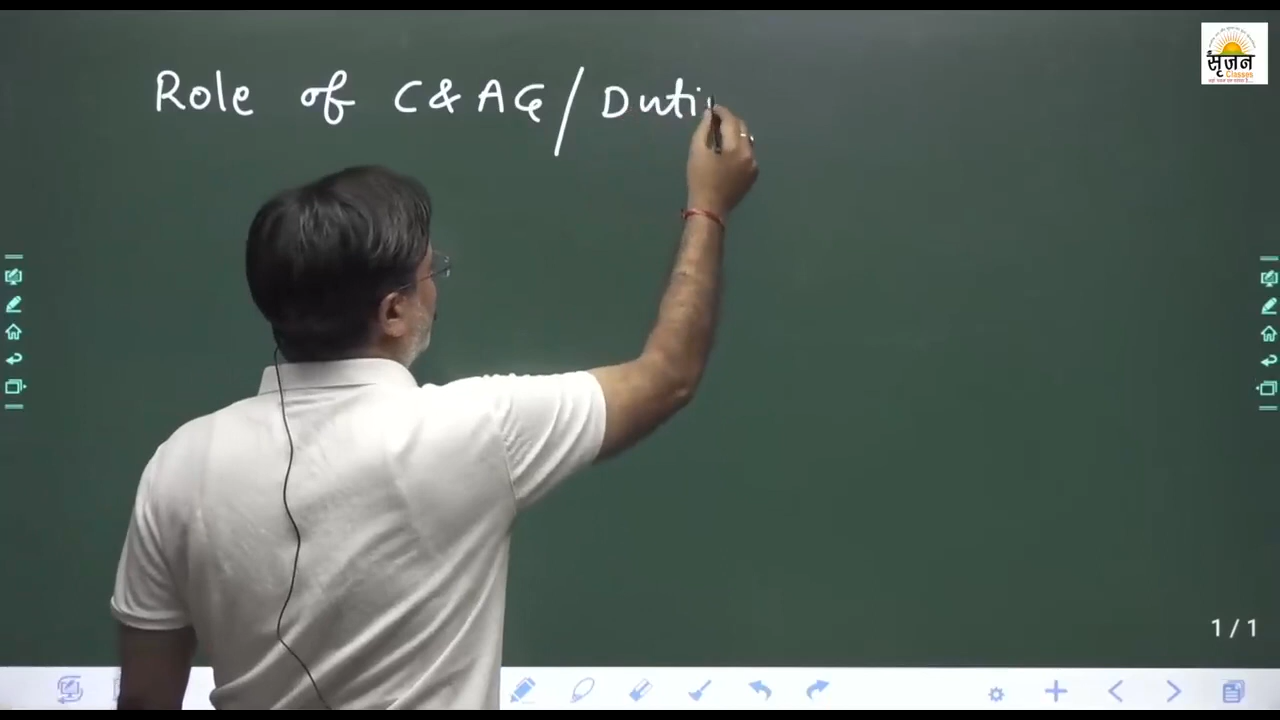 Role of C&AG/Duti
सृजन
Classes
1/1